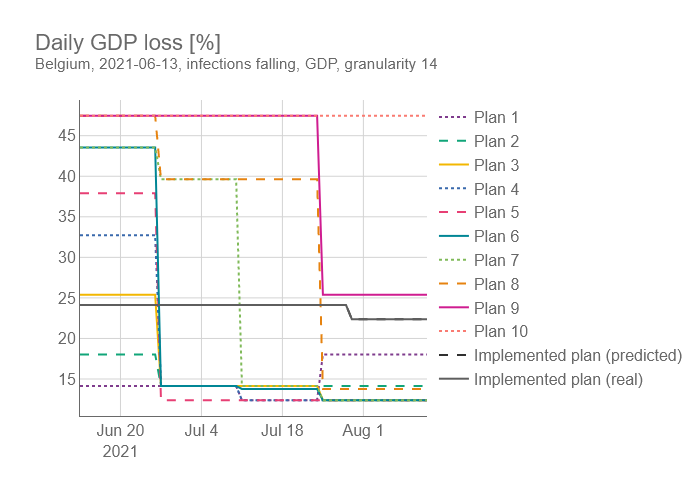 Daily GDP loss [%]
Belgium, 2021-06-13, infections falling, GDP, granularity 14
45
40
35
30
25
20
15
Jun 20
2021
Jul 4
Jul 18
Aug 1
Plan 1
Plan 2
Plan 3
Plan 4
Plan 5
Plan 6
Plan 7
Plan 8
Plan 9
Plan 10
Implemented plan (predicted)
Implemented plan (real)